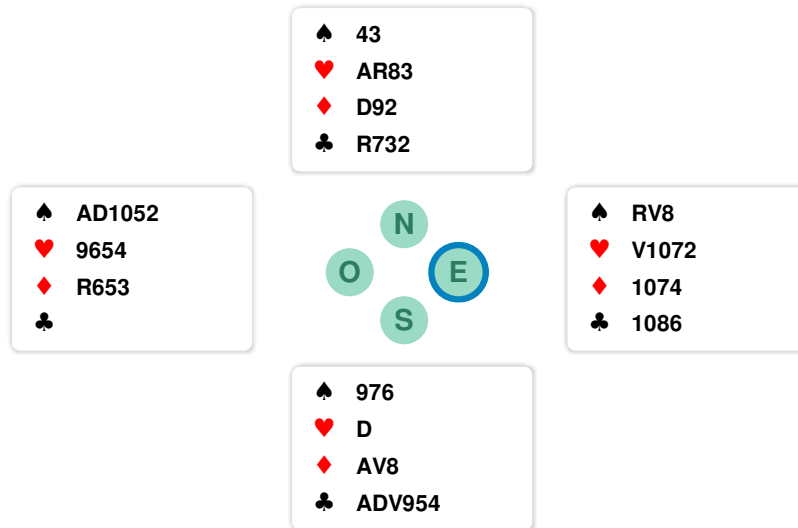 ♠ 43
♥ AR83
♦ D92
♣ R732
♠ AD1052
♥ 9654
♦ R653
♣
N
O
E
S
♠ RV8
♥ V1072
♦ 1074
♣ 1086
♠ 976
♥ D
♦ AV8
♣ ADV954